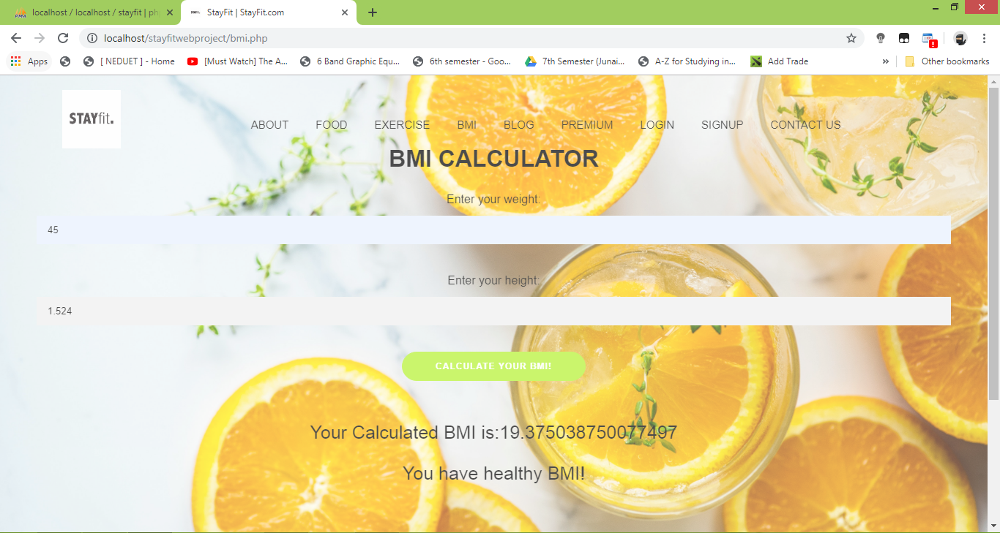 localhost / localhost / stayfit | ph
StayFit | StayFit.com
localhost/stayfitwebproject/bmi.php
Apps
[ NEDUET ] - Home
[Must Watch] The A...
6 Band Graphic Equ...
6th semester - Goo...
7th Semester (Junai...
A-Z for Studying in...
Add Trade
»
Other bookmarks
STAYfit.
ABOUT FOOD EXERCISE BMI BLOG PREMIUM LOGIN SIGNUP CONTACT US
BMI CALCULATOR
Enter your weight:
45
Enter your height:
1.524
CALCULATE YOUR BMI!
Your Calculated BMI is:19.375038750077497
You have healthy BMI!